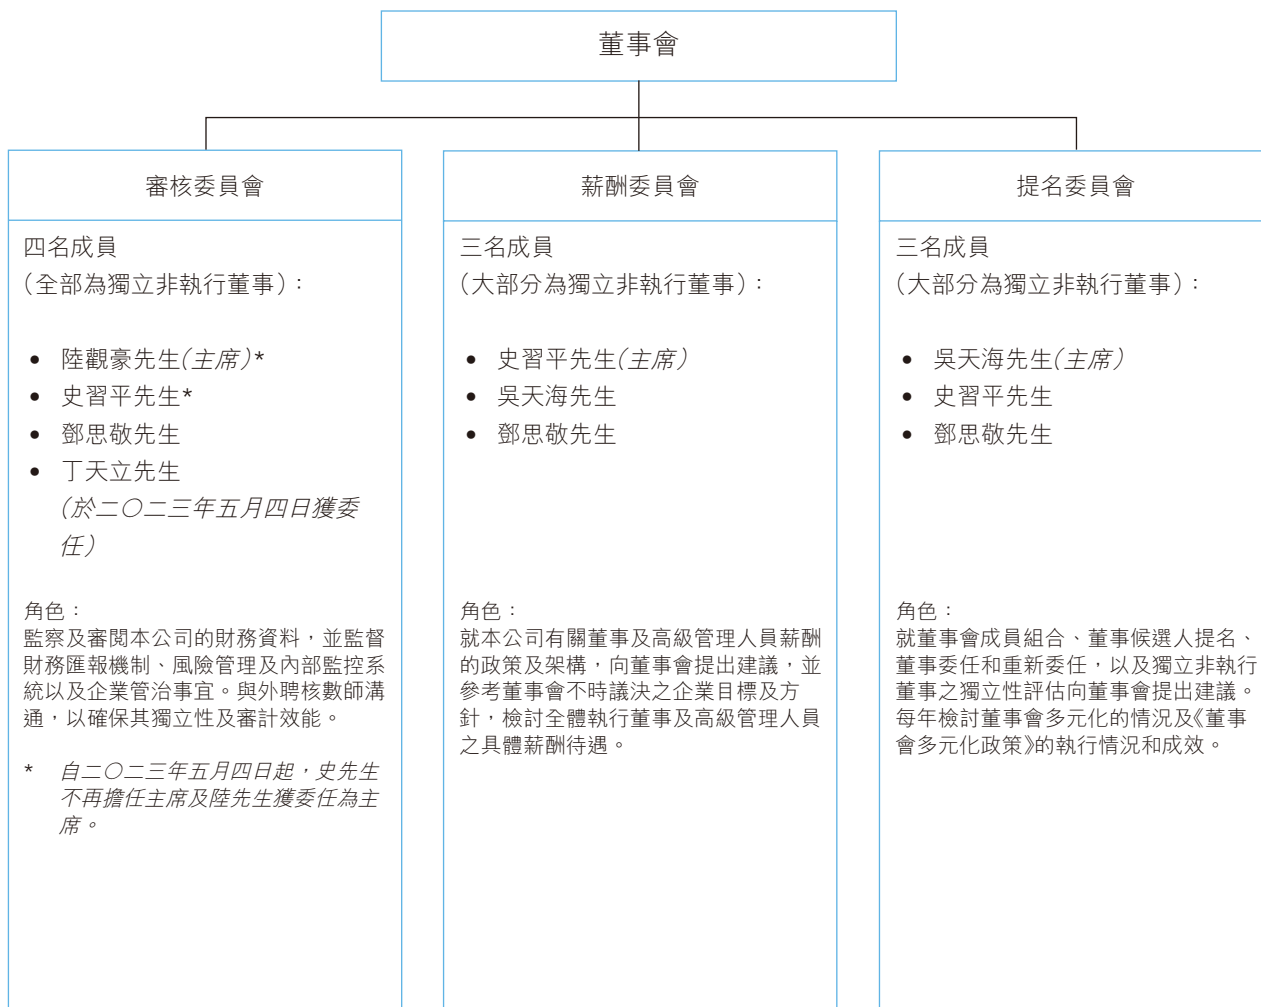 董事會
審核委員會
四名成員
（全部為獨立非執行董事）：
• 陸觀豪先生(主席)*
• 史習平先生*
• 鄧思敬先生
• 丁天立先生
(於二〇二三年五月四日獲委
任)
角色：
監察及審閱本公司的財務資料，並監督
財務匯報機制、風險管理及內部監控系
統以及企業管治事宜。與外聘核數師溝
通，以確保其獨立性及審計效能。
* 自二〇二三年五月四日起，史先生
不再擔任主席及陸先生獲委任為主
席。
薪酬委員會
三名成員
（大部分為獨立非執行董事）：
• 史習平先生(主席)
• 吳天海先生
• 鄧思敬先生
角色：
就本公司有關董事及高級管理人員薪酬
的政策及架構，向董事會提出建議，並
參考董事會不時議決之企業目標及方
針，檢討全體執行董事及高級管理人員
之具體薪酬待遇。
提名委員會
三名成員
（大部分為獨立非執行董事）：
• 吳天海先生(主席)
• 史習平先生
• 鄧思敬先生
角色：
就董事會成員組合、董事候選人提名、
董事委任和重新委任，以及獨立非執行
董事之獨立性評估向董事會提出建議。
每年檢討董事會多元化的情況及《董事
會多元化政策》的執行情況和成效。